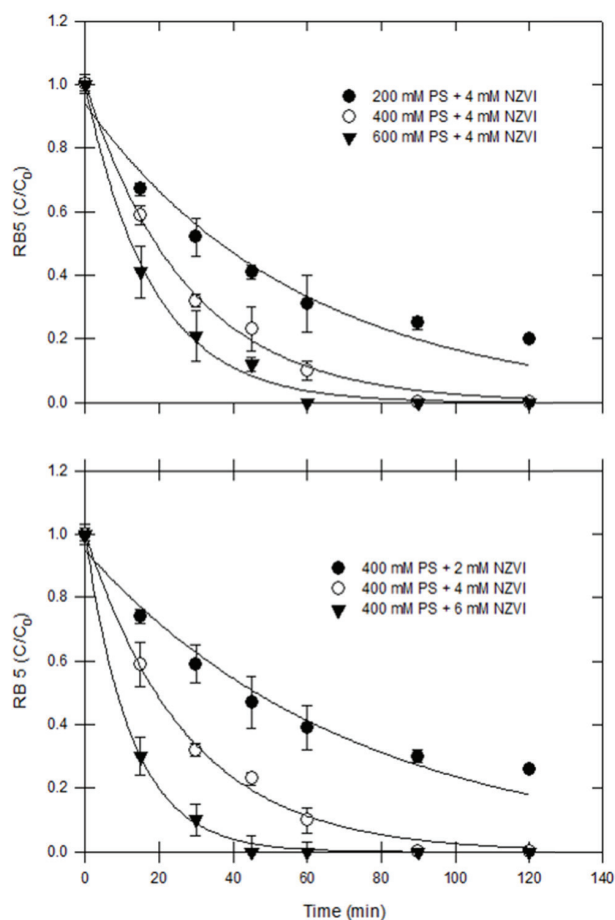 1.2
1.0
0.8
0.6
0.4
0.2
0.0
RB5 (C/C0)
200 mM PS + 4 mM NZVI
400 mM PS + 4 mM NZVI
600 mM PS + 4 mM NZVI
1.2
1.0
0.8
0.6
0.4
0.2
0.0
RB 5 (C/C0)
400 mM PS + 2 mM NZVI
400 mM PS + 4 mM NZVI
400 mM PS + 6 mM NZVI
0 20 40 60 80 100 120 140
Time (min)